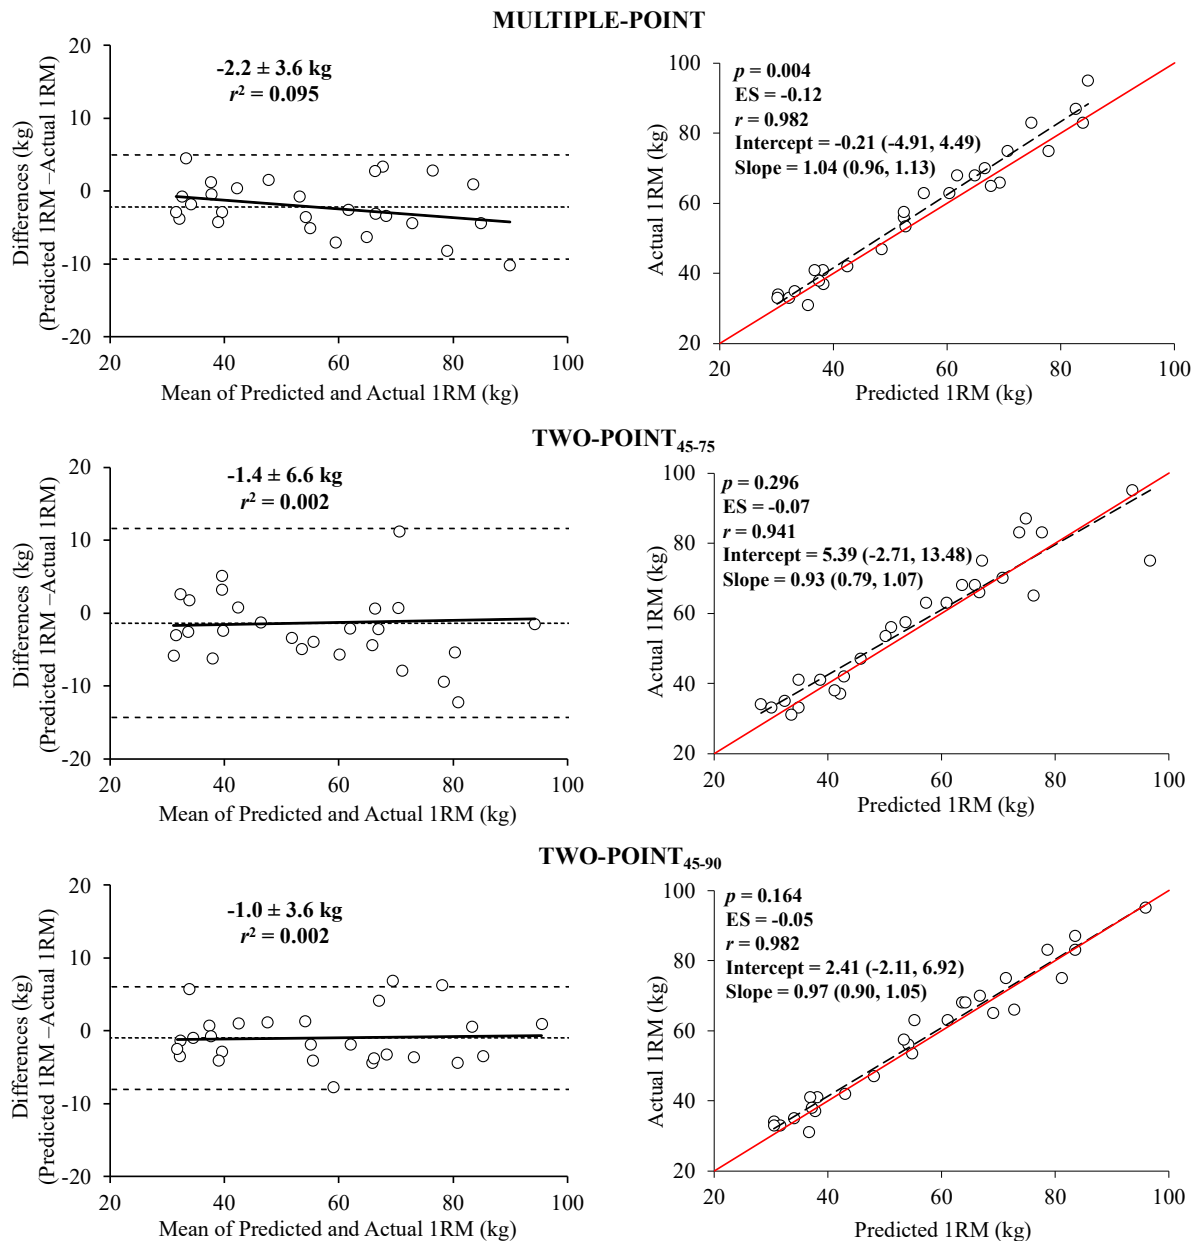 MULTIPLE-POINT
20
10
0
-10
-20
20
40
60
80
100
Differences (kg)
(Predicted 1RM –Actual 1RM)
-2.2 ± 3.6 kg
r² = 0.095
Mean of Predicted and Actual 1RM (kg)
100
80
60
40
20
20
40
60
80
100
Actual 1RM (kg)
p = 0.004
ES = -0.12
r = 0.982
Intercept = -0.21 (-4.91, 4.49)
Slope = 1.04 (0.96, 1.13)
Predicted 1RM (kg)
TWO-POINT45-75
20
10
0
-10
-20
20
40
60
80
100
Differences (kg)
(Predicted 1RM –Actual 1RM)
-1.4 ± 6.6 kg
r² = 0.002
Mean of Predicted and Actual 1RM (kg)
100
80
60
40
20
20
40
60
80
100
Actual 1RM (kg)
p = 0.296
ES = -0.07
r = 0.941
Intercept = 5.39 (-2.71, 13.48)
Slope = 0.93 (0.79, 1.07)
Predicted 1RM (kg)
TWO-POINT45-90
20
10
0
-10
-20
20
40
60
80
100
Differences (kg)
(Predicted 1RM –Actual 1RM)
-1.0 ± 3.6 kg
r² = 0.002
Mean of Predicted and Actual 1RM (kg)
100
80
60
40
20
20
40
60
80
100
Actual 1RM (kg)
p = 0.164
ES = -0.05
r = 0.982
Intercept = 2.41 (-2.11, 6.92)
Slope = 0.97 (0.90, 1.05)
Predicted 1RM (kg)